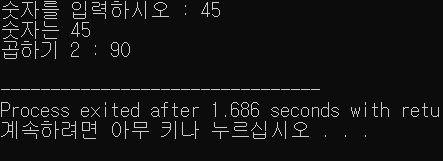 숫자를 입력하시오 : 45
숫자는 45
곱하기 2 : 90
--------------------------------
Process exited after 1.686 seconds with retu
계속하려면 아무 키나 누르십시오 . . .